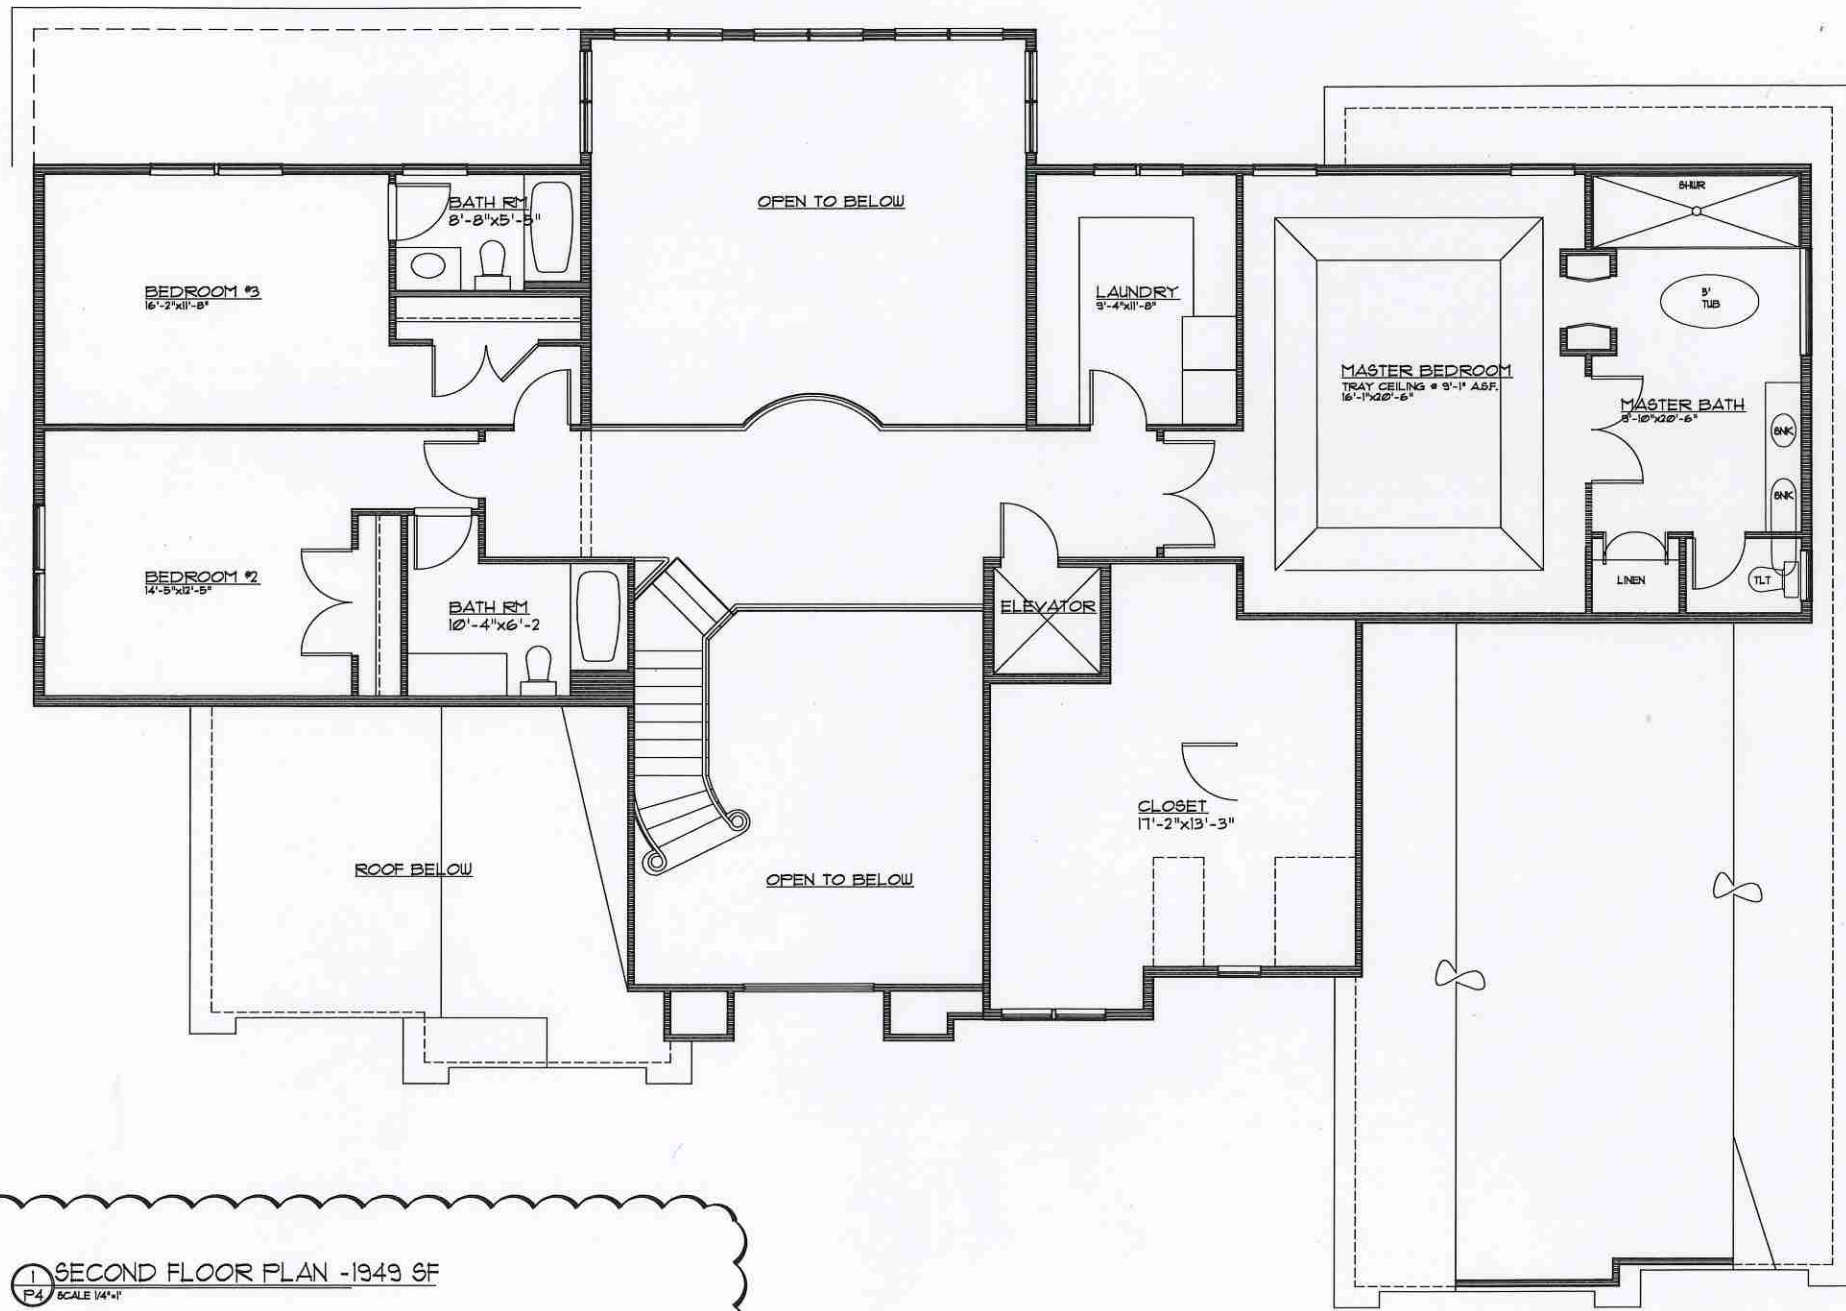 BATH RM
8'-8"x5'-5"
OPEN TO BELOW
SHWR
BEDROOM #3
16'-2"x11'-8"
LAUNDRY
9'-4"x11'-8"
5'
TUB
MASTER BEDROOM
TRAY CEILING @ 9'-1" A.S.F.
16'-1"x20'-6"
MASTER BATH
9'-10"x20'-6"
SNK
SNK
BEDROOM #2
14'-5"x12'-5"
BATH RM
10'-4"x6'-2
ELEVATOR
LINEN
TLT
CLOSET
17'-2"x13'-3"
ROOF BELOW
OPEN TO BELOW
1
P4
SECOND FLOOR PLAN -1949 SF
SCALE 1/4"=1'